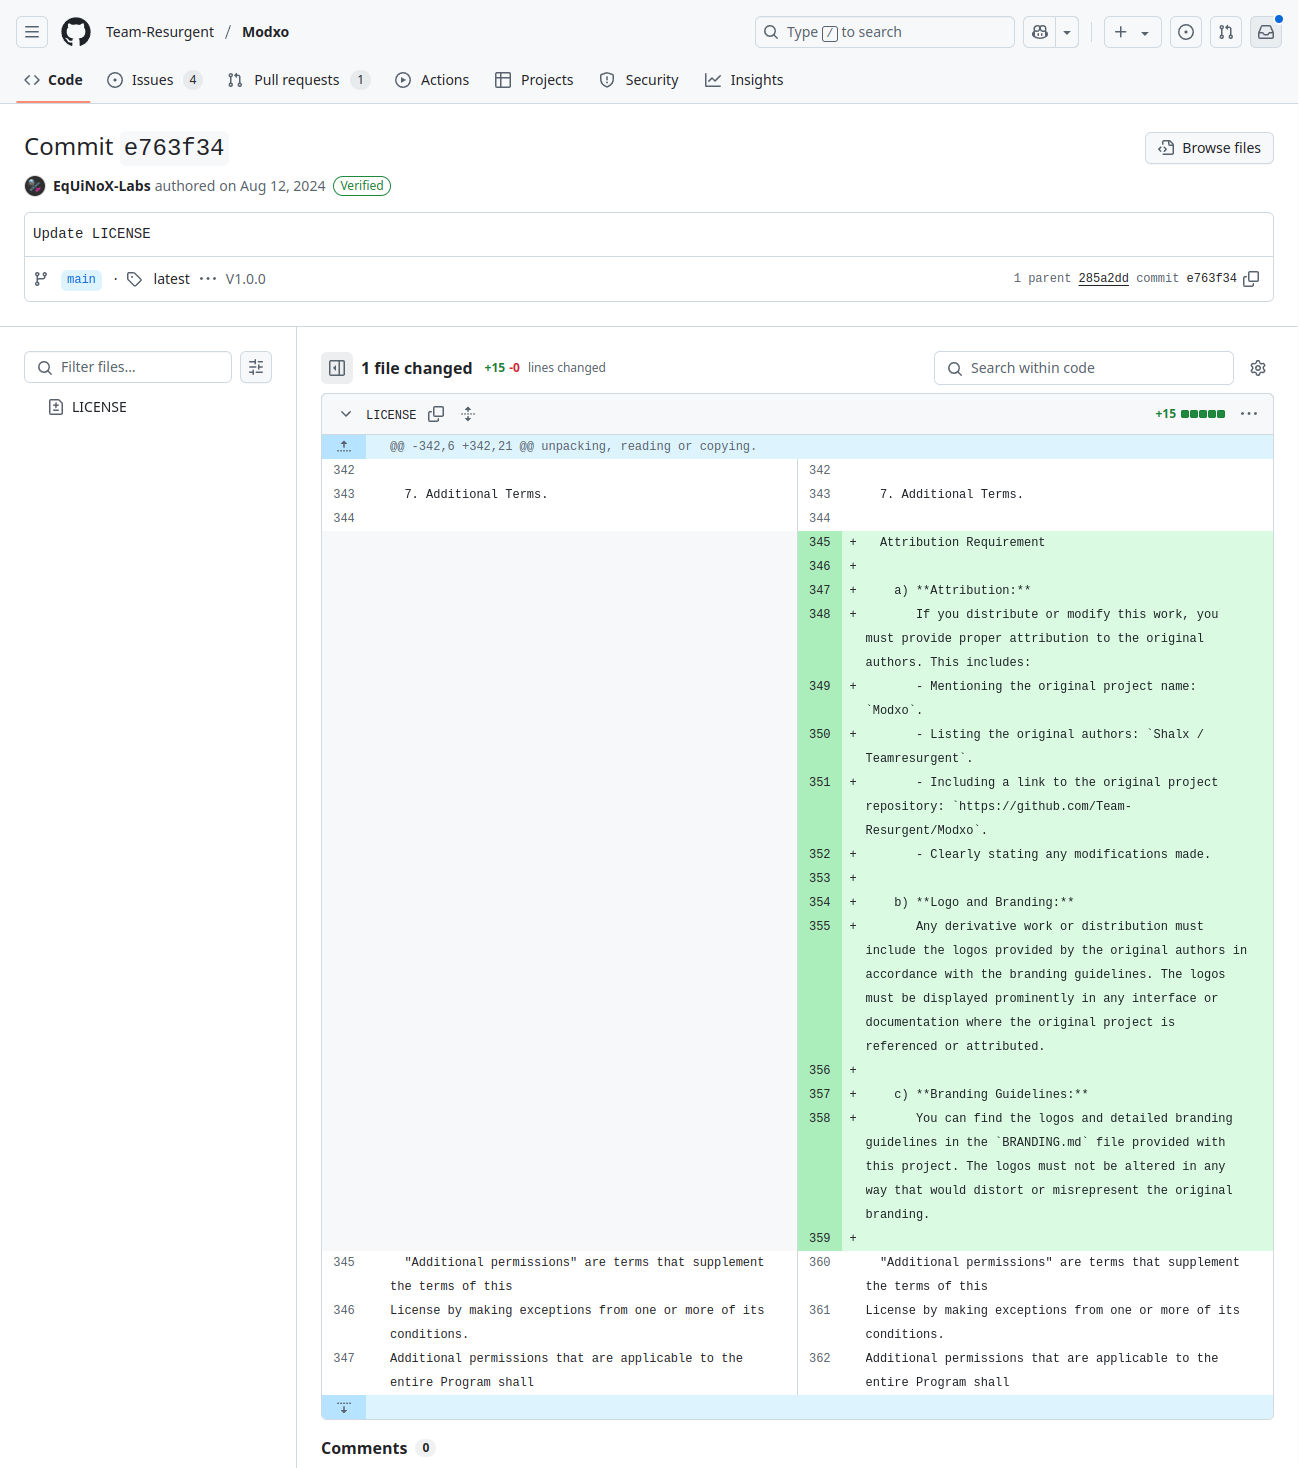 Team-Resurgent / Modxo
Type / to search
Code
Issues 4
Pull requests 1
Actions
Projects
Security
Insights
Commit e763f34
Browse files
EqUiNoX-Labs authored on Aug 12, 2024 Verified
Update LICENSE
main · latest ··· V1.0.0
1 parent 285a2dd commit e763f34
Filter files...
LICENSE
1 file changed +15 -0 lines changed
Search within code
LICENSE
+15
@@ -342,6 +342,21 @@ unpacking, reading or copying.
342 342
343 7. Additional Terms. 343 7. Additional Terms.
344 344
345 + Attribution Requirement
346 +
347 + a) **Attribution:**
348 + If you distribute or modify this work, you
must provide proper attribution to the original
authors. This includes:
349 + - Mentioning the original project name:
`Modxo`.
350 + - Listing the original authors: `Shalx /
Teamresurgent`.
351 + - Including a link to the original project
repository: `https://github.com/Team-
Resurgent/Modxo`.
352 + - Clearly stating any modifications made.
353 +
354 + b) **Logo and Branding:**
355 + Any derivative work or distribution must
include the logos provided by the original authors in
accordance with the branding guidelines. The logos
must be displayed prominently in any interface or
documentation where the original project is
referenced or attributed.
356 +
357 + c) **Branding Guidelines:**
358 + You can find the logos and detailed branding
guidelines in the `BRANDING.md` file provided with
this project. The logos must not be altered in any
way that would distort or misrepresent the original
branding.
359 +
345 "Additional permissions" are terms that supplement 360 "Additional permissions" are terms that supplement
the terms of this the terms of this
346 License by making exceptions from one or more of its 361 License by making exceptions from one or more of its
conditions. conditions.
347 Additional permissions that are applicable to the 362 Additional permissions that are applicable to the
entire Program shall entire Program shall
Comments 0